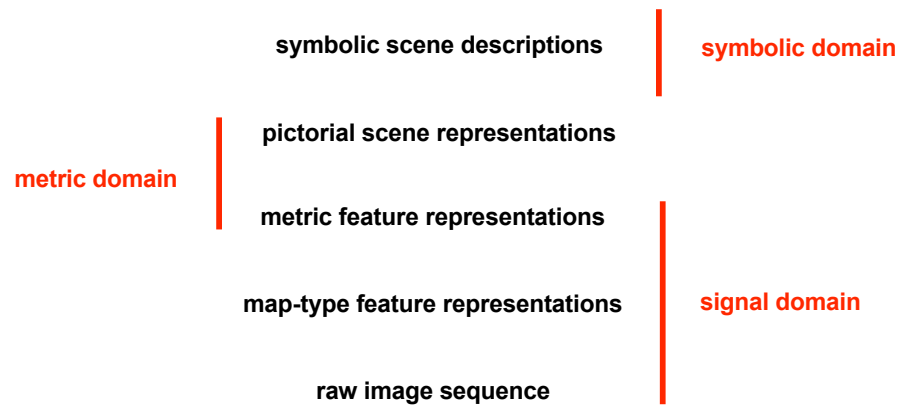 symbolic scene descriptions
symbolic domain
pictorial scene representations
metric domain
metric feature representations
map-type feature representations
signal domain
raw image sequence